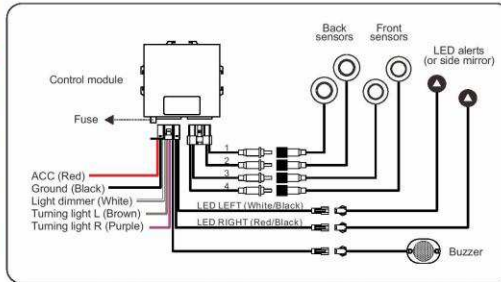 Back
sensors
Front
sensors
LED alerts
(or side mirror)
Control module
Fuse
1
2
3
4
ACC (Red)
Ground (Black)
Light dimmer (White)
Turning light L (Brown)
Turning light R (Purple)
LED LEFT (White/Black)
LED RIGHT (Red/Black)
Buzzer